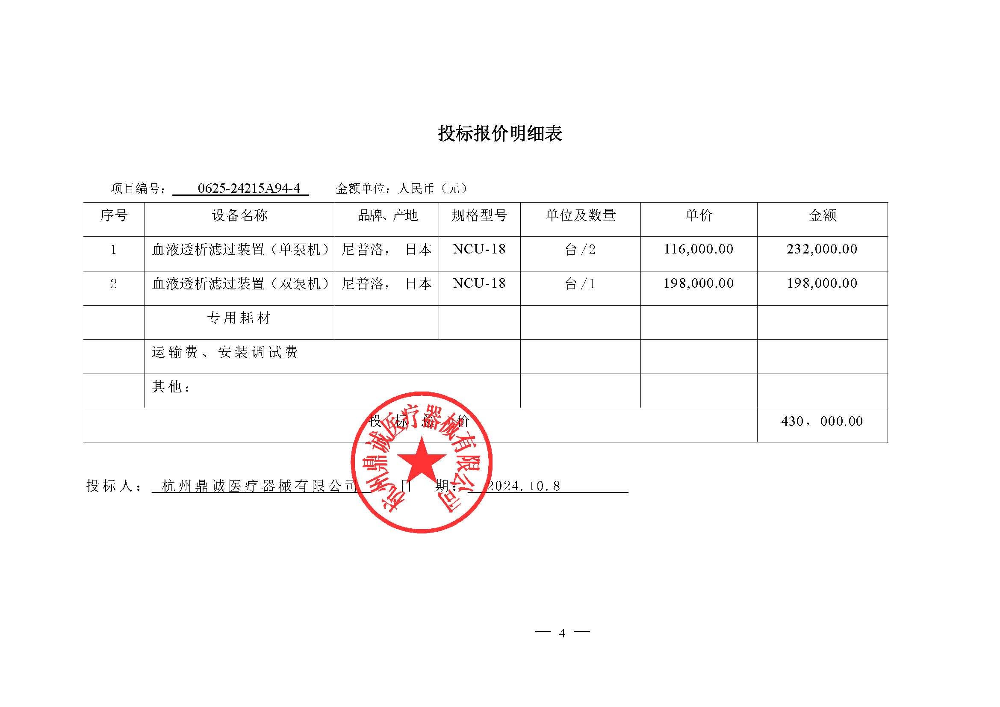 投标报价明细表
项目编号： 0625-24215A94-4 金额单位：人民币（元）
序号 设备名称 品牌、产地 规格型号 单位及数量 单价 金额
1 血液透析滤过装置（单泵机） 尼普洛， 日本 NCU-18 台/2 116,000.00 232,000.00
2 血液透析滤过装置（双泵机） 尼普洛， 日本 NCU-18 台/1 198,000.00 198,000.00
专用耗材
运输费、安装调试费
其他：
投 标 总 价 430，000.00
投标人： 杭州鼎诚医疗器械有限公司 日 期： 2024.10.8
杭州鼎诚医疗器械有限公司
— 4 —